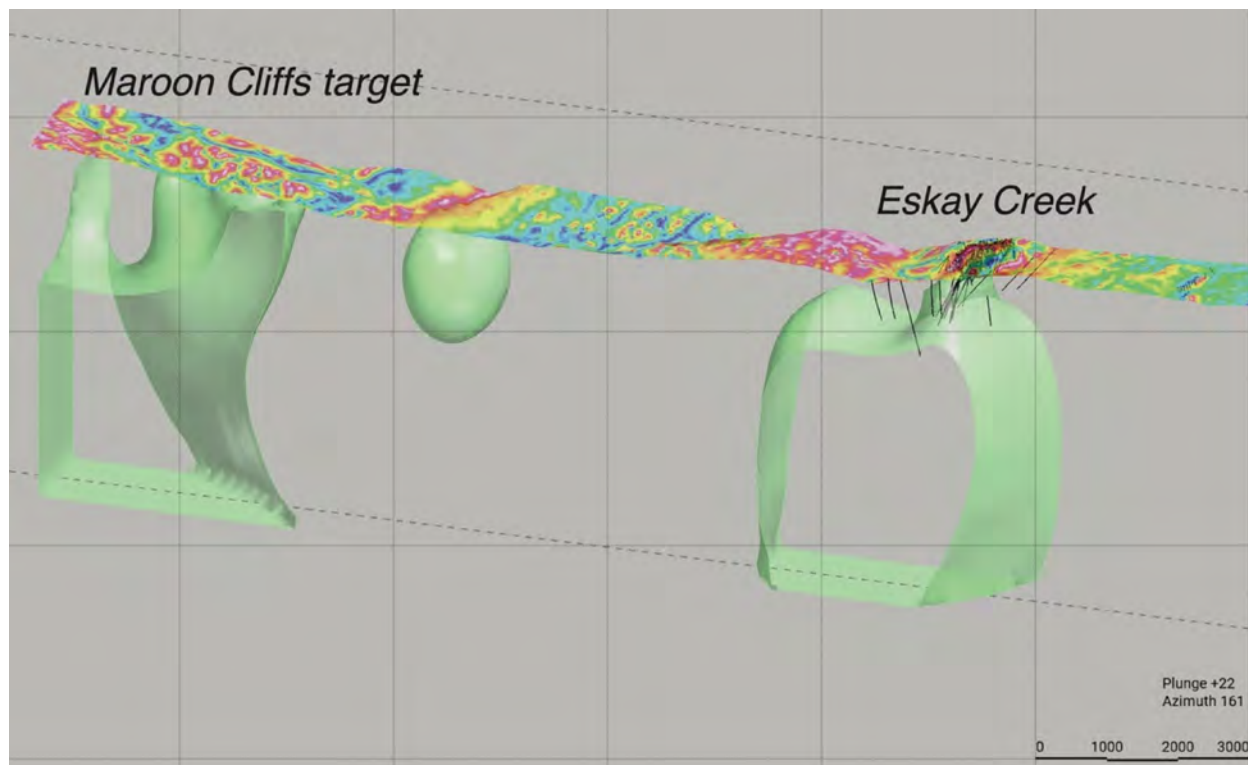 Maroon Cliffs target
Eskay Creek
Plunge +22
Azimuth 161
0 1000 2000 3000